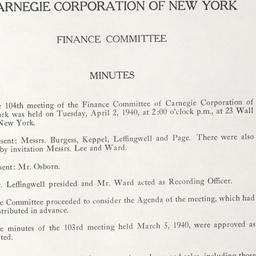 ARNEGIE CORPORATION OF NEW YORK
FINANCE COMMITTEE
MINUTES
104th meeting of the Finance Committee of Carnegie Corporation of
rk was held on Tuesday, April 2, 1940, at 2:00 o'clock p.m., at 23 Wall
New York.
sent: Messrs. Burgess, Keppel, Leffingwell and Page. There were also
by invitation Messrs. Lee and Ward.
sent: Mr. Osborn.
. Leffingwell presided and Mr. Ward acted as Recording Officer.
e Committee proceeded to consider the Agenda of the meeting, which had
tributed in advance.
e minutes of the 103rd meeting held March 5, 1940, were approved as
ted.